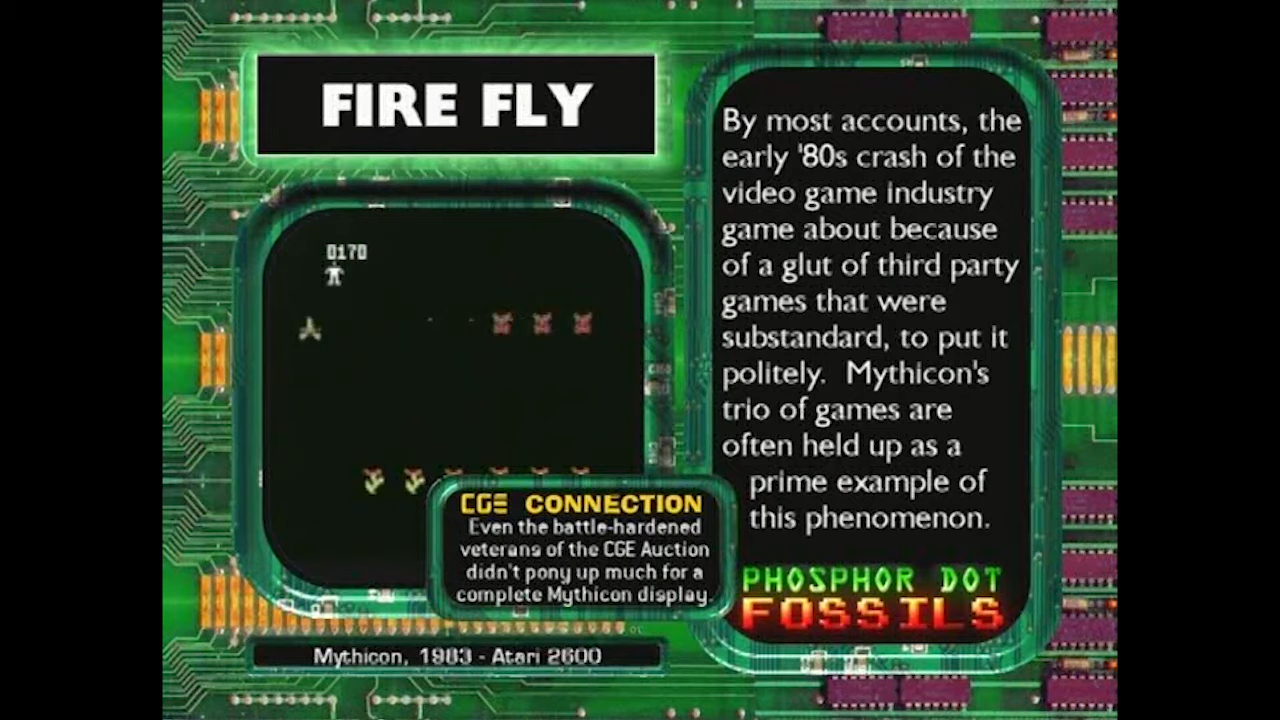 FIRE FLY
0170
By most accounts, the
early '80s crash of the
video game industry
game about because
of a glut of third party
games that were
substandard, to put it
politely. Mythicon's
trio of games are
often held up as a
prime example of
this phenomenon.
CGE CONNECTION
Even the battle-hardened
veterans of the CGE Auction
didn't pony up much for a
complete Mythicon display.
PHOSPHOR DOT
FOSSILS
Mythicon, 1983 - Atari 2600